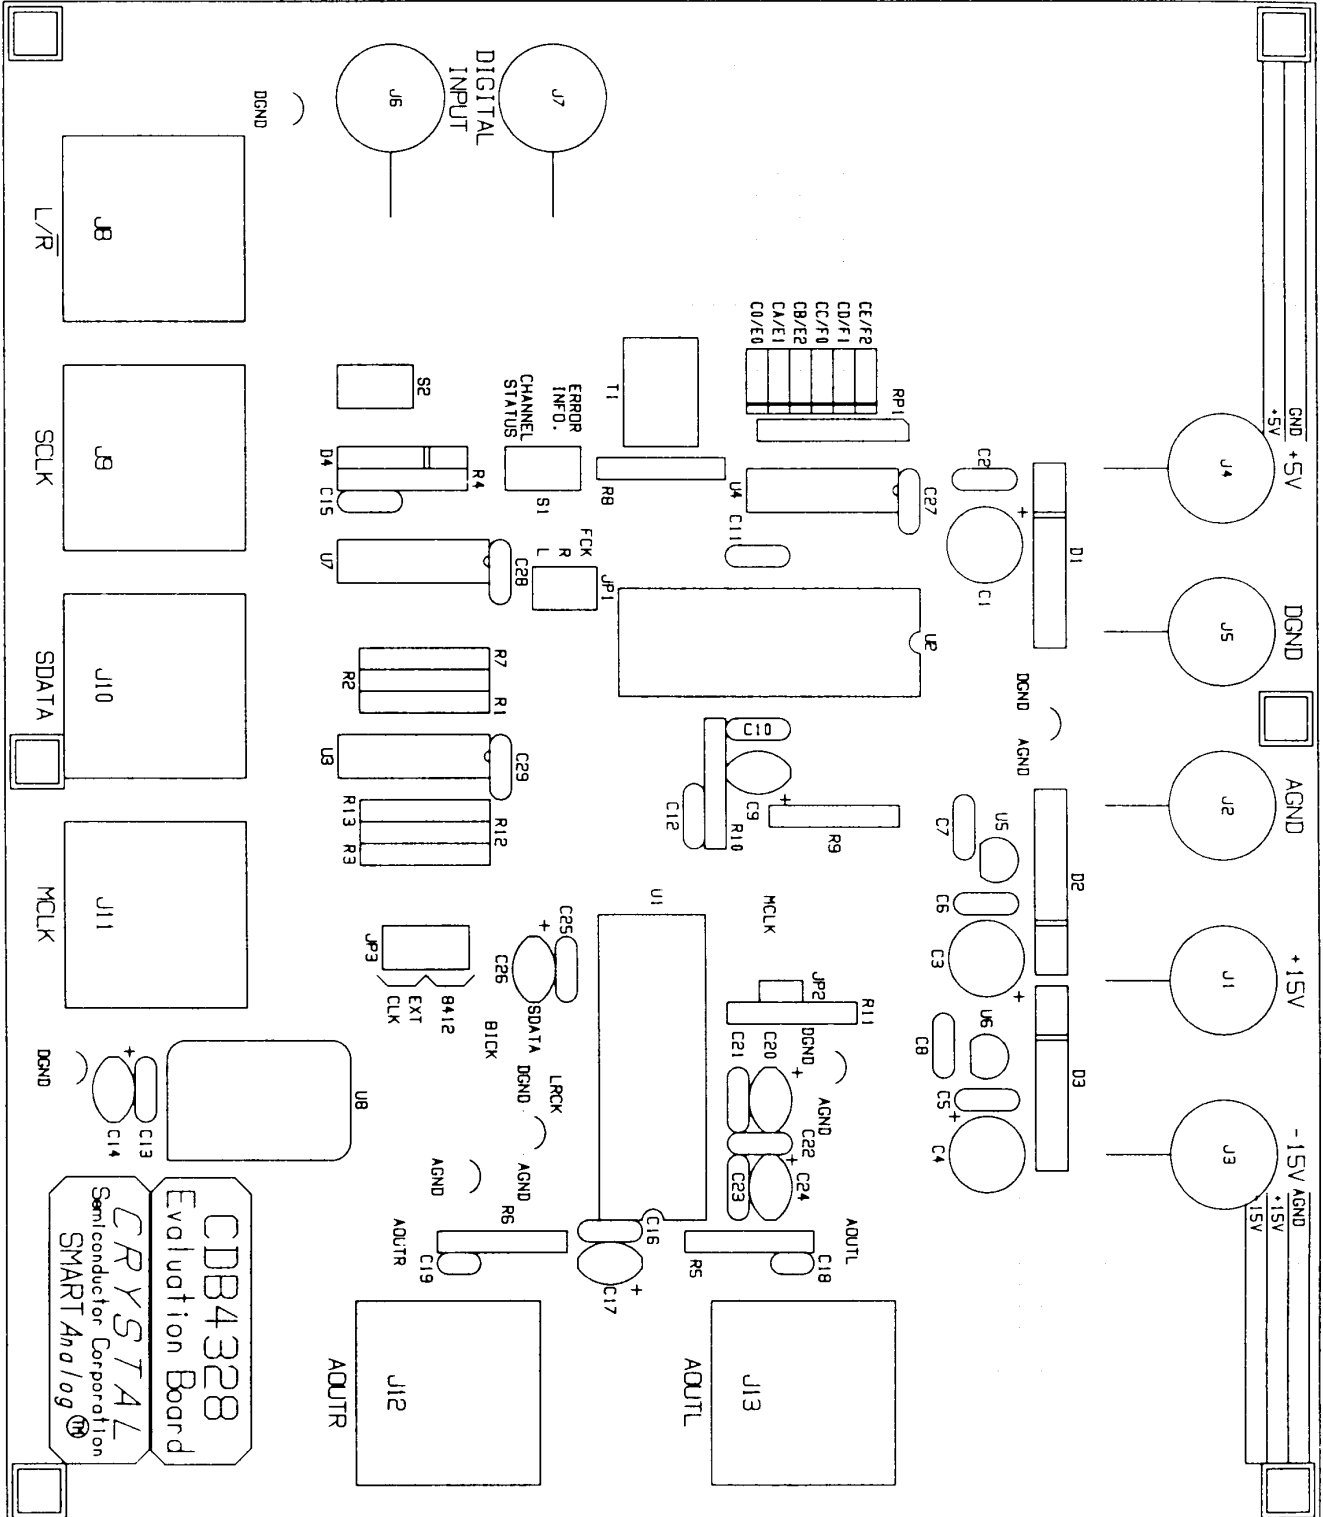 GND
+5V
+5V
J4
DGND
J5
AGND
J2
+15V
J1
-15V
J3
AGND
+15V
-15V
D1
D2
D3
DGND
AGND
C2
C1
+
C7
U5
C6
C3
+
C8
U6
C5
+
C4
J7
J6
DIGITAL
INPUT
DGND
CE/F2
CD/F1
CC/F0
CB/E2
CA/E1
C0/E0
RP1
C27
U4
C11
T1
R8
ERROR
INFO.
CHANNEL
STATUS
S1
S2
D4
R4
C15
FCK
R
L
JP1
U7
C28
U2
R7
R2
R1
U3
C29
R13
R12
R3
C10
C9
+
C12
R10
R9
U1
MCLK
JP2
R11
C25
+
C26
SDATA
JP3
8412
EXT
CLK
BICK
LRCK
DGND
AGND
AGND
DGND
AGND
C21
C20
+
C22
C23
+
C24
R6
C16
C17
+
R5
C18
C19
AOUTR
AOUTL
J8
L/R
J9
SCLK
J10
SDATA
J11
MCLK
DGND
+
C14
C13
U8
J12
AOUTR
J13
AOUTL
CDB4328
Evaluation Board
CRYSTAL
Semiconductor Corporation
SMART Analog TM